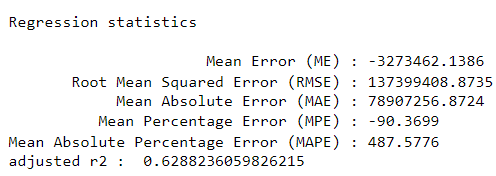 Regression statistics
Mean Error (ME) : -3273462.1386
Root Mean Squared Error (RMSE) : 137399408.8735
Mean Absolute Error (MAE) : 78907256.8724
Mean Percentage Error (MPE) : -90.3699
Mean Absolute Percentage Error (MAPE) : 487.5776
adjusted r2 : 0.6288236059826215